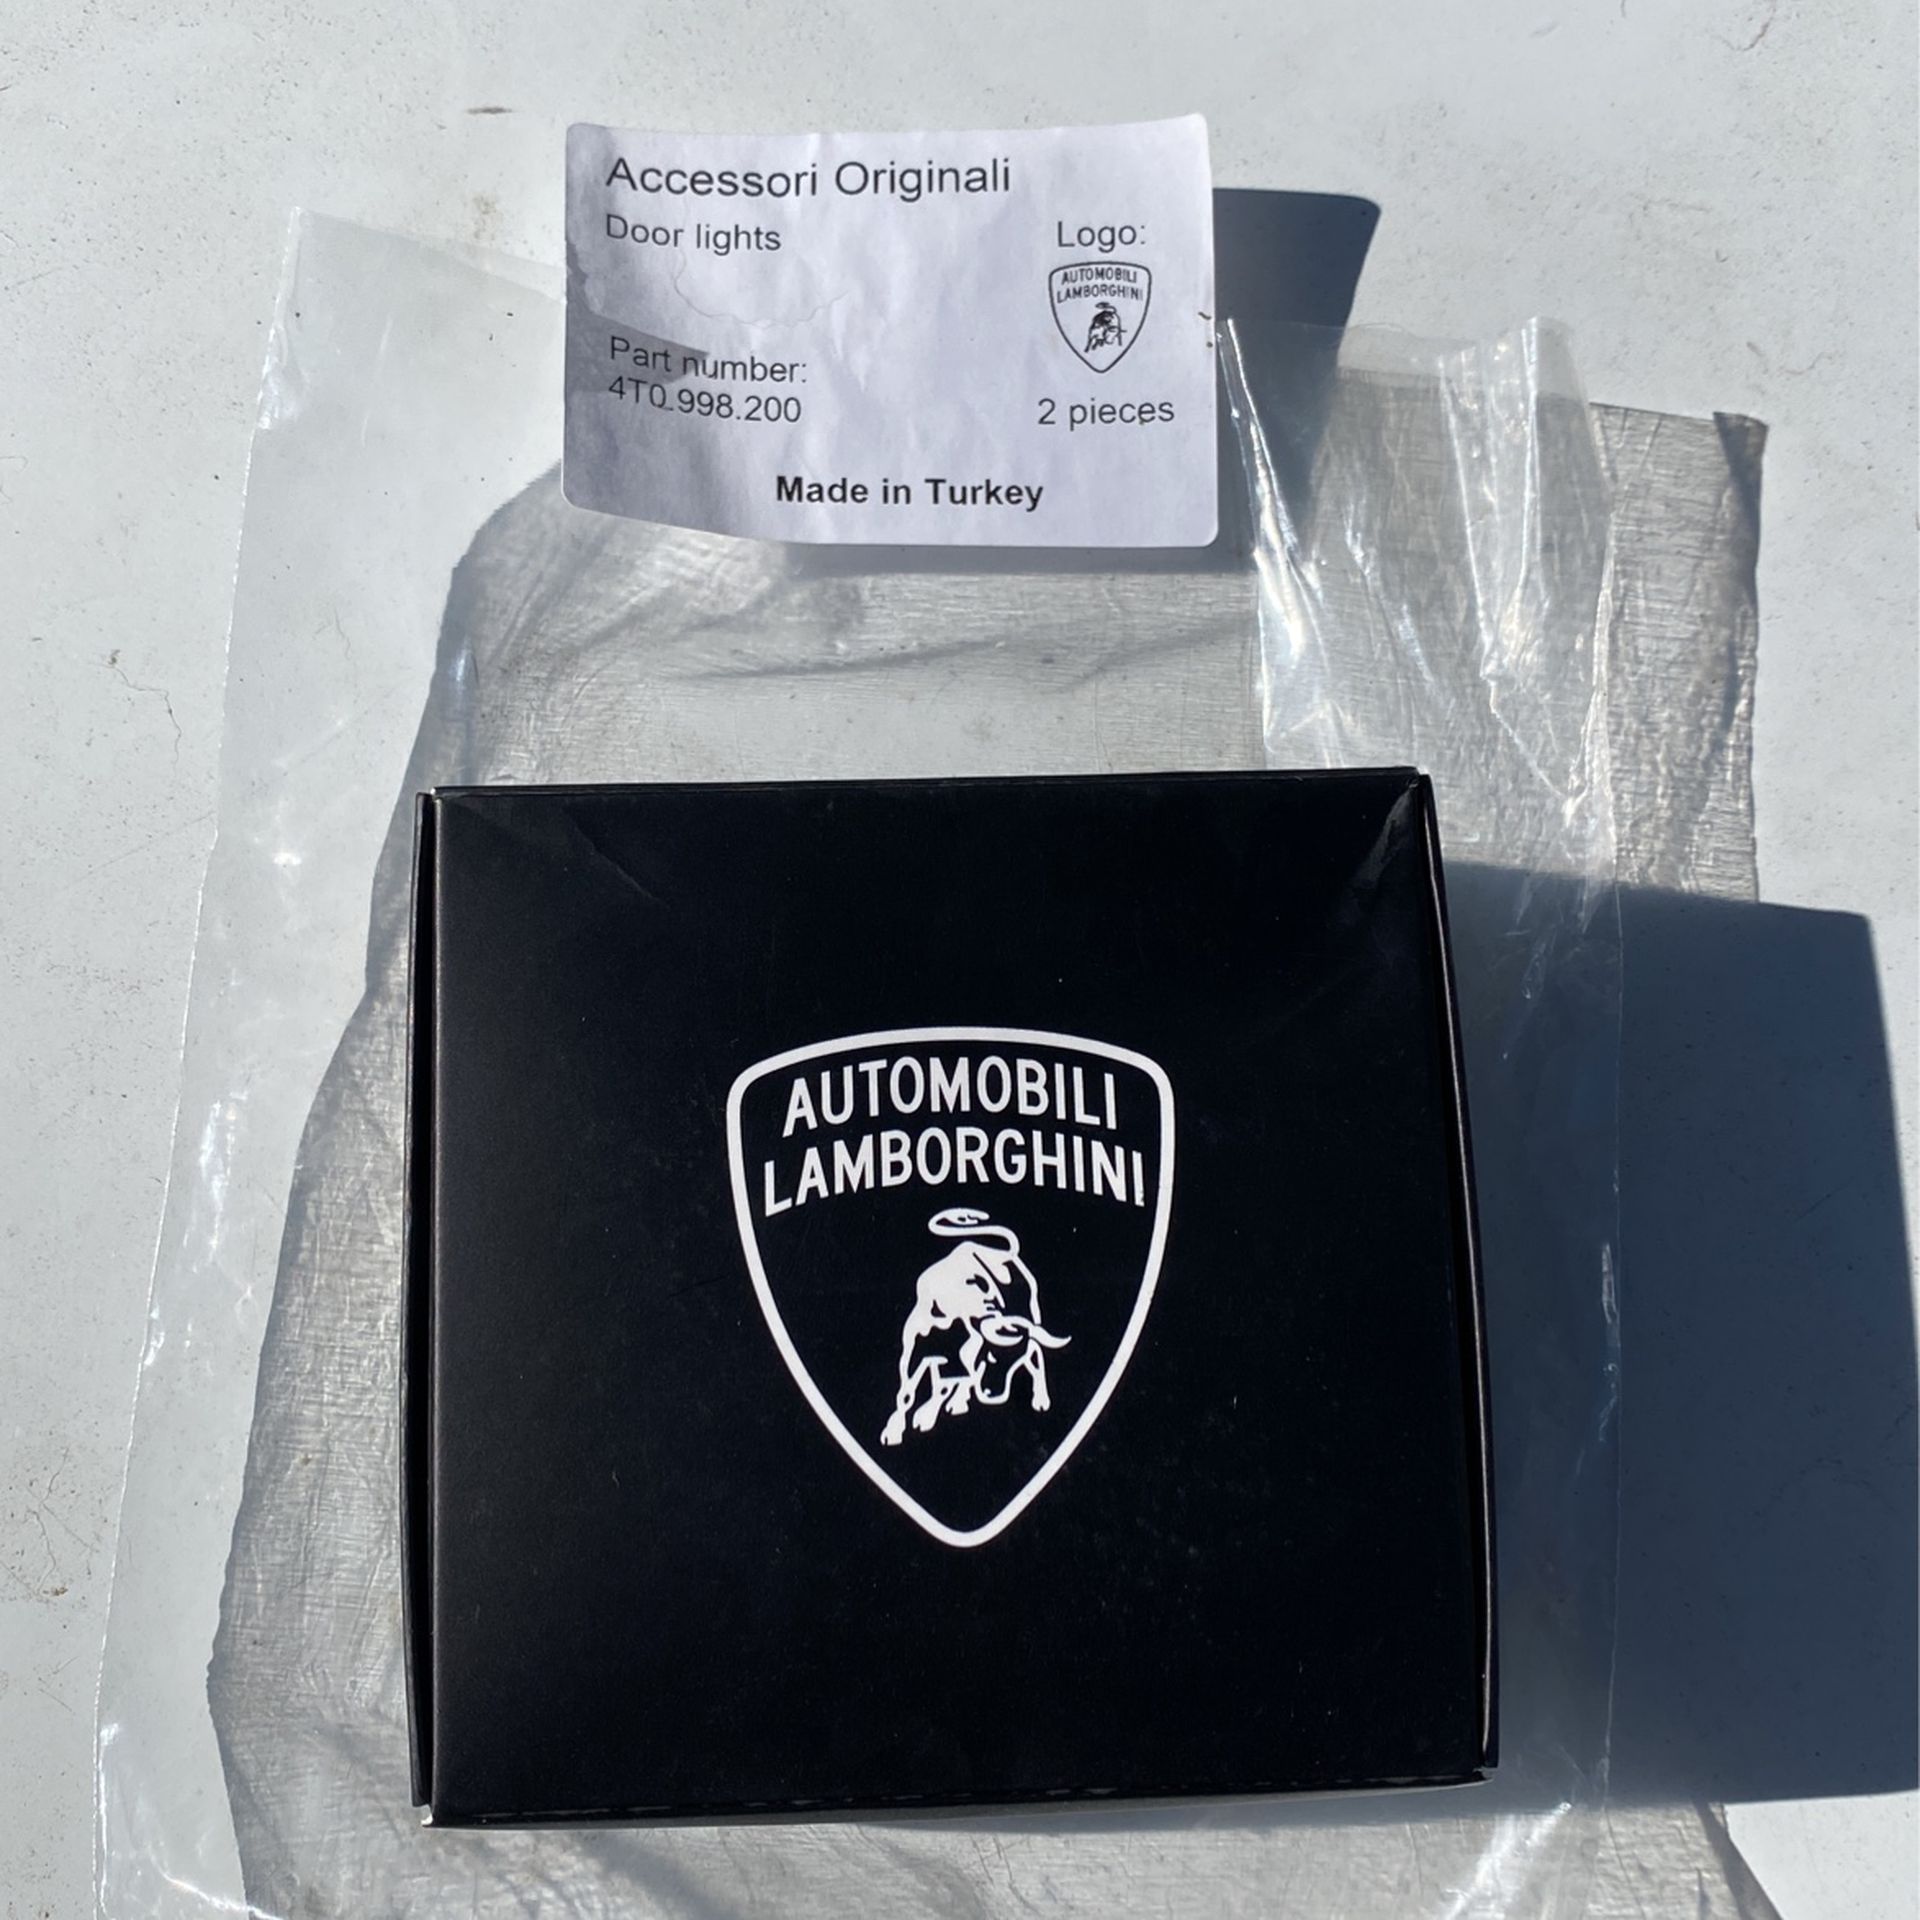 Accessori Originali
Door lights
Logo:
AUTOMOBILI
LAMBORGHINI
Part number:
4T0.998.200
2 pieces
Made in Turkey
AUTOMOBILI
LAMBORGHINI